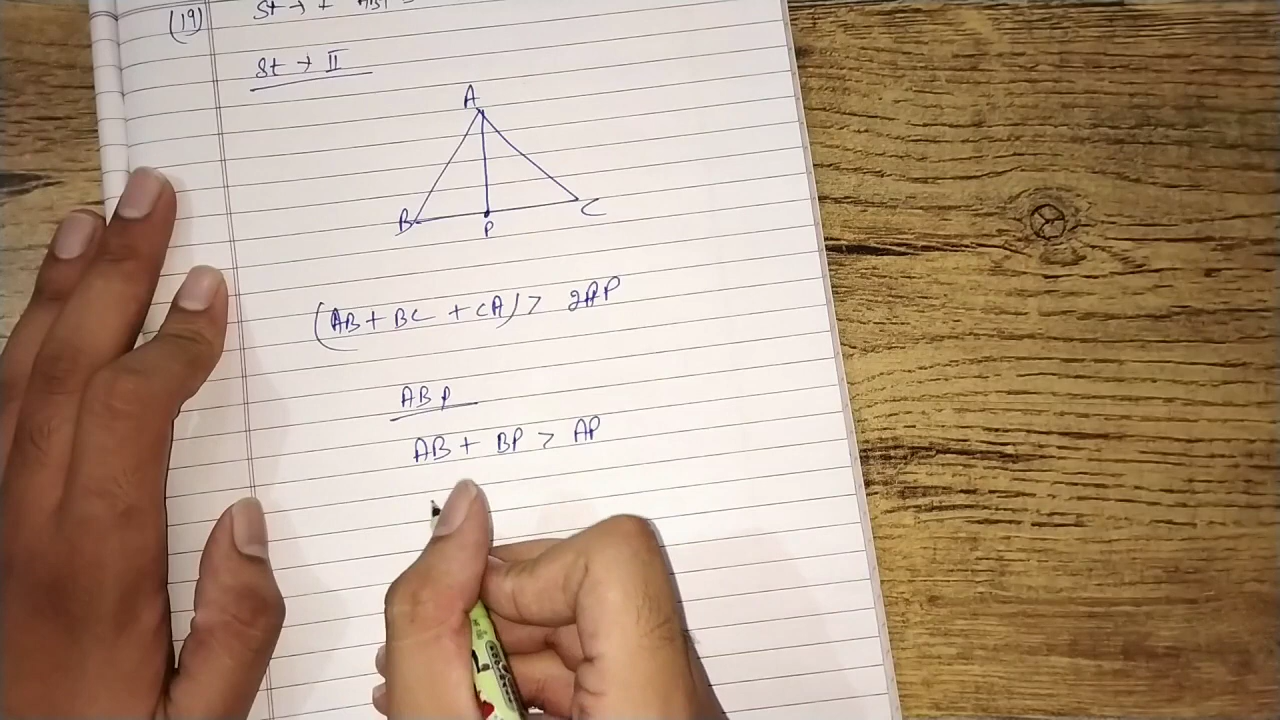 (19)
St → II
A
B
P
C
(AB + BC + CA) > 2AP
ABP
AB + BP > AP